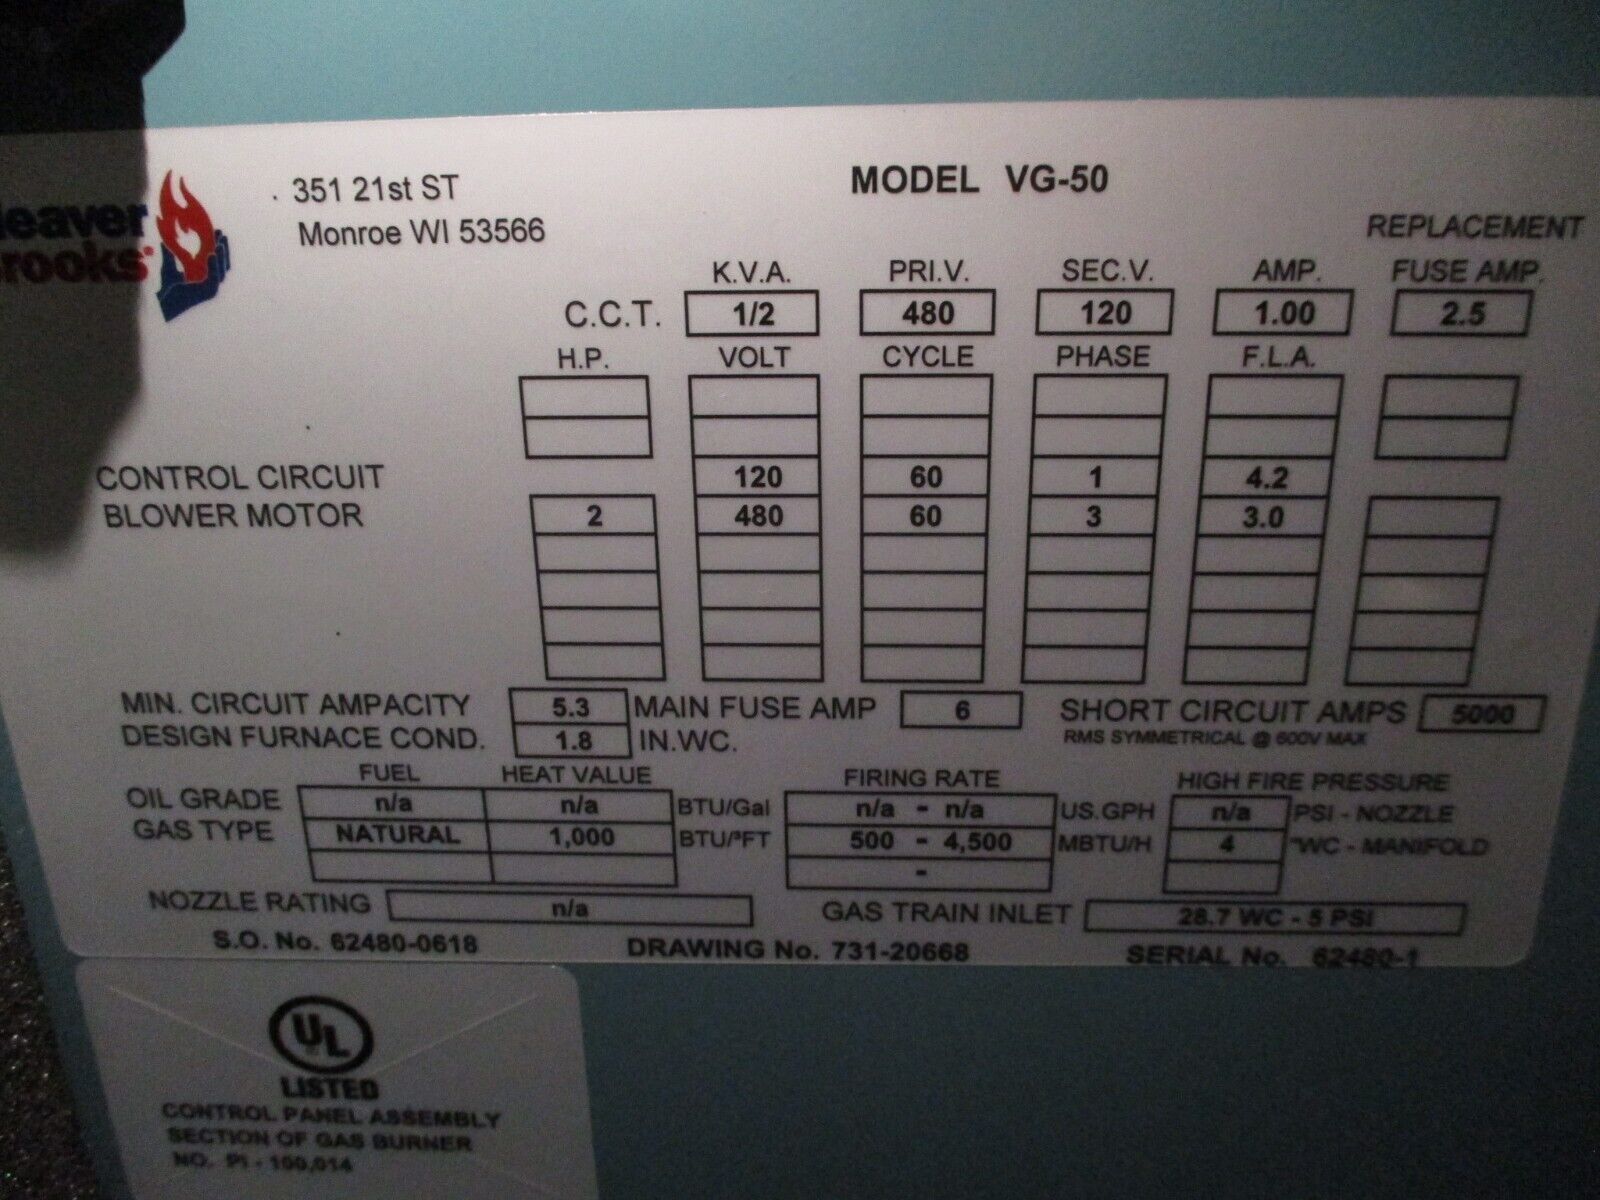 leaver
rooks
351 21st ST
Monroe WI 53566
MODEL VG-50
REPLACEMENT
K.V.A. PRI.V. SEC.V. AMP. FUSE AMP.
C.C.T. 1/2 480 120 1.00 2.5
H.P. VOLT CYCLE PHASE F.L.A.
CONTROL CIRCUIT 120 60 1 4.2
BLOWER MOTOR 2 480 60 3 3.0
MIN. CIRCUIT AMPACITY 5.3 MAIN FUSE AMP 6 SHORT CIRCUIT AMPS 5000
DESIGN FURNACE COND. 1.8 IN.WC. RMS SYMMETRICAL @ 600V MAX
FUEL HEAT VALUE FIRING RATE HIGH FIRE PRESSURE
OIL GRADE n/a n/a BTU/Gal n/a - n/a US.GPH n/a PSI - NOZZLE
GAS TYPE NATURAL 1,000 BTU/³FT 500 - 4,500 MBTU/H 4 "WC - MANIFOLD
-
NOZZLE RATING n/a GAS TRAIN INLET 28.7 WC - 5 PSI
S.O. No. 62480-0618 DRAWING No. 731-20668 SERIAL No. 62480-1
UL
LISTED
CONTROL PANEL ASSEMBLY
SECTION OF GAS BURNER
NO. PI - 100,014